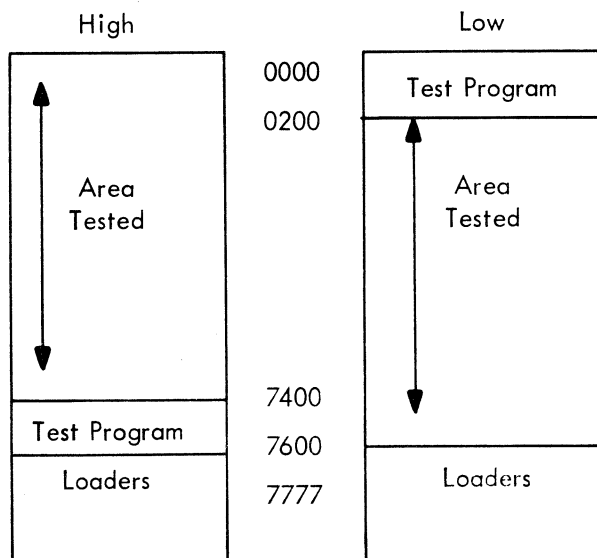 High
Low
0000
Test Program
0200
Area
Tested
Area
Tested
7400
Test Program
7600
Loaders
Loaders
7777